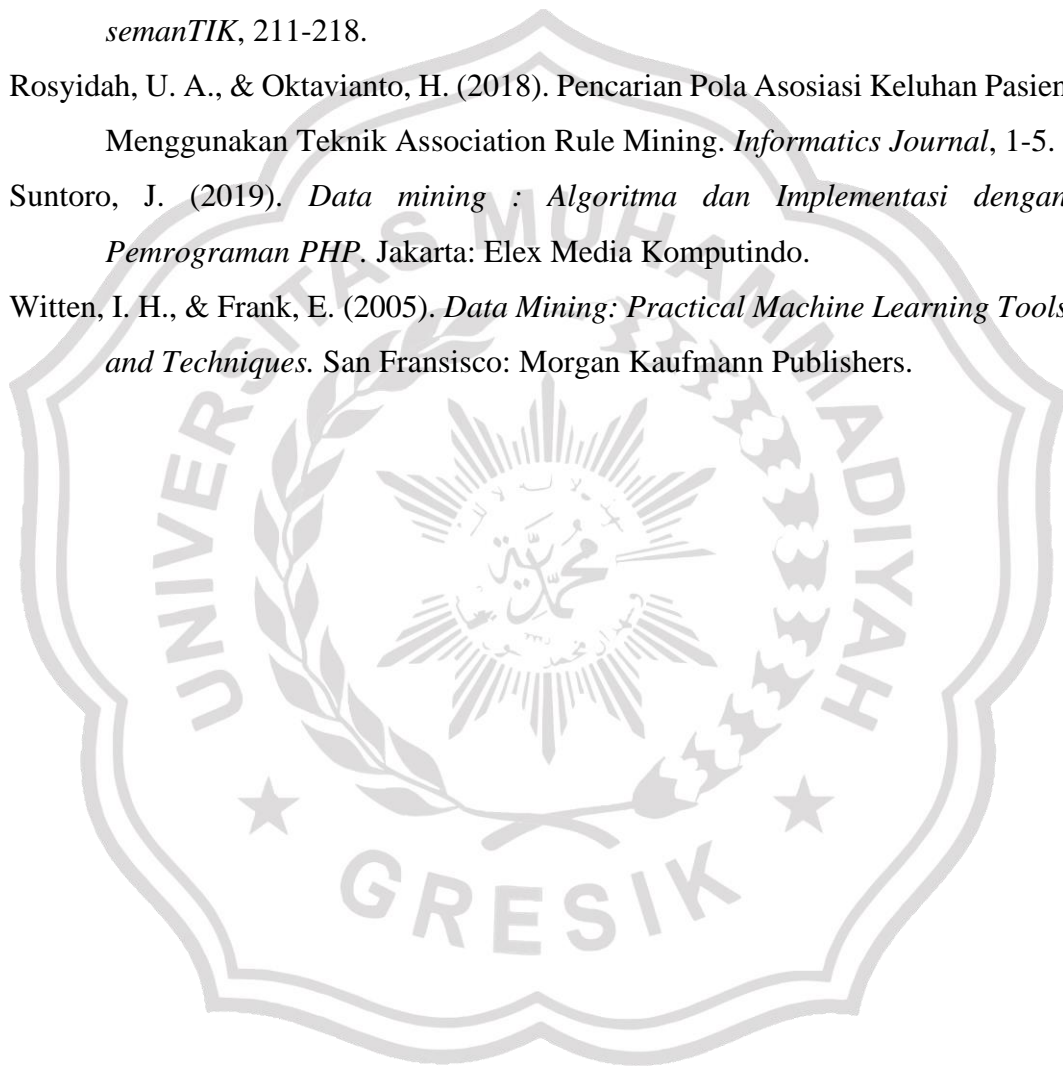 semanTIK, 211-218.
Rosyidah, U. A., & Oktavianto, H. (2018). Pencarian Pola Asosiasi Keluhan Pasien
Menggunakan Teknik Association Rule Mining. Informatics Journal, 1-5.
Suntoro, J. (2019). Data mining : Algoritma dan Implementasi dengan
Pemrograman PHP. Jakarta: Elex Media Komputindo.
Witten, I. H., & Frank, E. (2005). Data Mining: Practical Machine Learning Tools
and Techniques. San Fransisco: Morgan Kaufmann Publishers.
UNIVERSITAS MUHAMMADIYAH
محمد
GRESIK